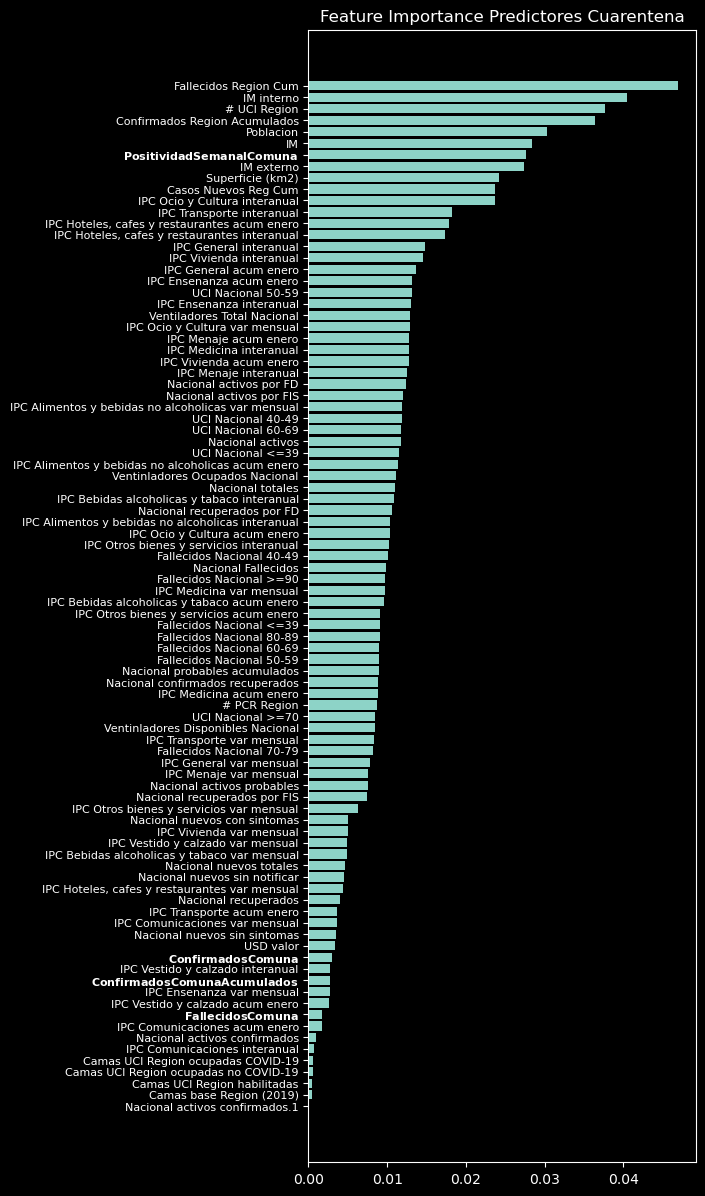 Feature Importance Predictores Cuarentena
Fallecidos Region Cum
IM interno
# UCI Region
Confirmados Region Acumulados
Poblacion
IM
PositividadSemanalComuna
IM externo
Superficie (km2)
Casos Nuevos Reg Cum
IPC Ocio y Cultura interanual
IPC Transporte interanual
IPC Hoteles, cafes y restaurantes acum enero
IPC Hoteles, cafes y restaurantes interanual
IPC General interanual
IPC Vivienda interanual
IPC General acum enero
IPC Ensenanza acum enero
UCI Nacional 50-59
IPC Ensenanza interanual
Ventiladores Total Nacional
IPC Ocio y Cultura var mensual
IPC Menaje acum enero
IPC Medicina interanual
IPC Vivienda acum enero
IPC Menaje interanual
Nacional activos por FD
Nacional activos por FIS
IPC Alimentos y bebidas no alcoholicas var mensual
UCI Nacional 40-49
UCI Nacional 60-69
Nacional activos
UCI Nacional <=39
IPC Alimentos y bebidas no alcoholicas acum enero
Ventinladores Ocupados Nacional
Nacional totales
IPC Bebidas alcoholicas y tabaco interanual
Nacional recuperados por FD
IPC Alimentos y bebidas no alcoholicas interanual
IPC Ocio y Cultura acum enero
IPC Otros bienes y servicios interanual
Fallecidos Nacional 40-49
Nacional Fallecidos
Fallecidos Nacional >=90
IPC Medicina var mensual
IPC Bebidas alcoholicas y tabaco acum enero
IPC Otros bienes y servicios acum enero
Fallecidos Nacional <=39
Fallecidos Nacional 80-89
Fallecidos Nacional 60-69
Fallecidos Nacional 50-59
Nacional probables acumulados
Nacional confirmados recuperados
IPC Medicina acum enero
# PCR Region
UCI Nacional >=70
Ventinladores Disponibles Nacional
IPC Transporte var mensual
Fallecidos Nacional 70-79
IPC General var mensual
IPC Menaje var mensual
Nacional activos probables
Nacional recuperados por FIS
IPC Otros bienes y servicios var mensual
Nacional nuevos con sintomas
IPC Vivienda var mensual
IPC Vestido y calzado var mensual
IPC Bebidas alcoholicas y tabaco var mensual
Nacional nuevos totales
Nacional nuevos sin notificar
IPC Hoteles, cafes y restaurantes var mensual
Nacional recuperados
IPC Transporte acum enero
IPC Comunicaciones var mensual
Nacional nuevos sin sintomas
USD valor
ConfirmadosComuna
IPC Vestido y calzado interanual
ConfirmadosComunaAcumulados
IPC Ensenanza var mensual
IPC Vestido y calzado acum enero
FallecidosComuna
IPC Comunicaciones acum enero
Nacional activos confirmados
IPC Comunicaciones interanual
Camas UCI Region ocupadas COVID-19
Camas UCI Region ocupadas no COVID-19
Camas UCI Region habilitadas
Camas base Region (2019)
Nacional activos confirmados.1
0.00 0.01 0.02 0.03 0.04